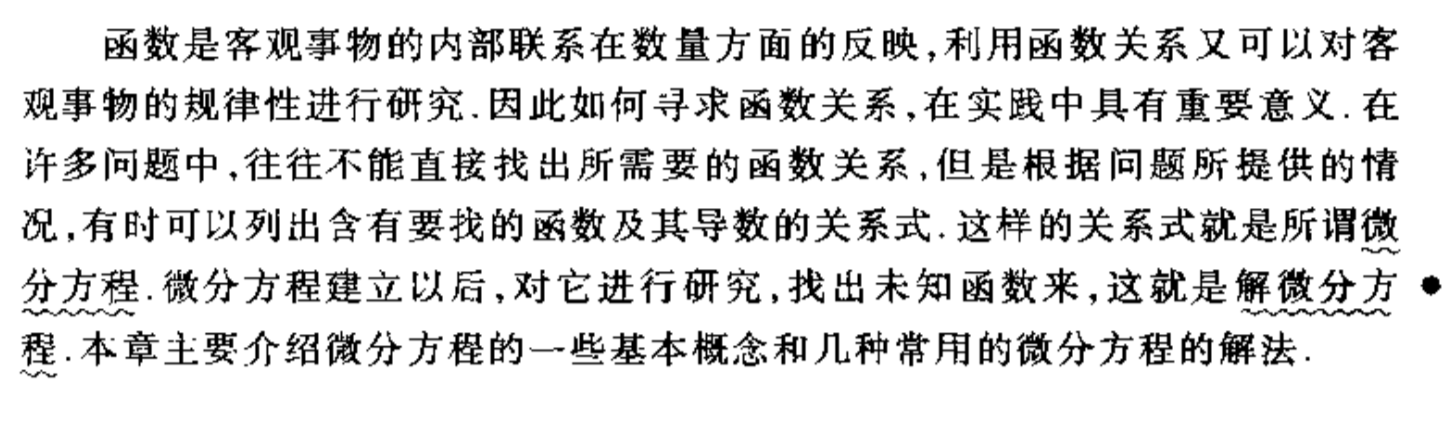 函数是客观事物的内部联系在数量方面的反映,利用函数关系又可以对客
观事物的规律性进行研究.因此如何寻求函数关系,在实践中具有重要意义.在
许多问题中,往往不能直接找出所需要的函数关系,但是根据问题所提供的情
况,有时可以列出含有要找的函数及其导数的关系式.这样的关系式就是所谓微
分方程.微分方程建立以后,对它进行研究,找出未知函数来,这就是解微分方
程.本章主要介绍微分方程的一些基本概念和几种常用的微分方程的解法.